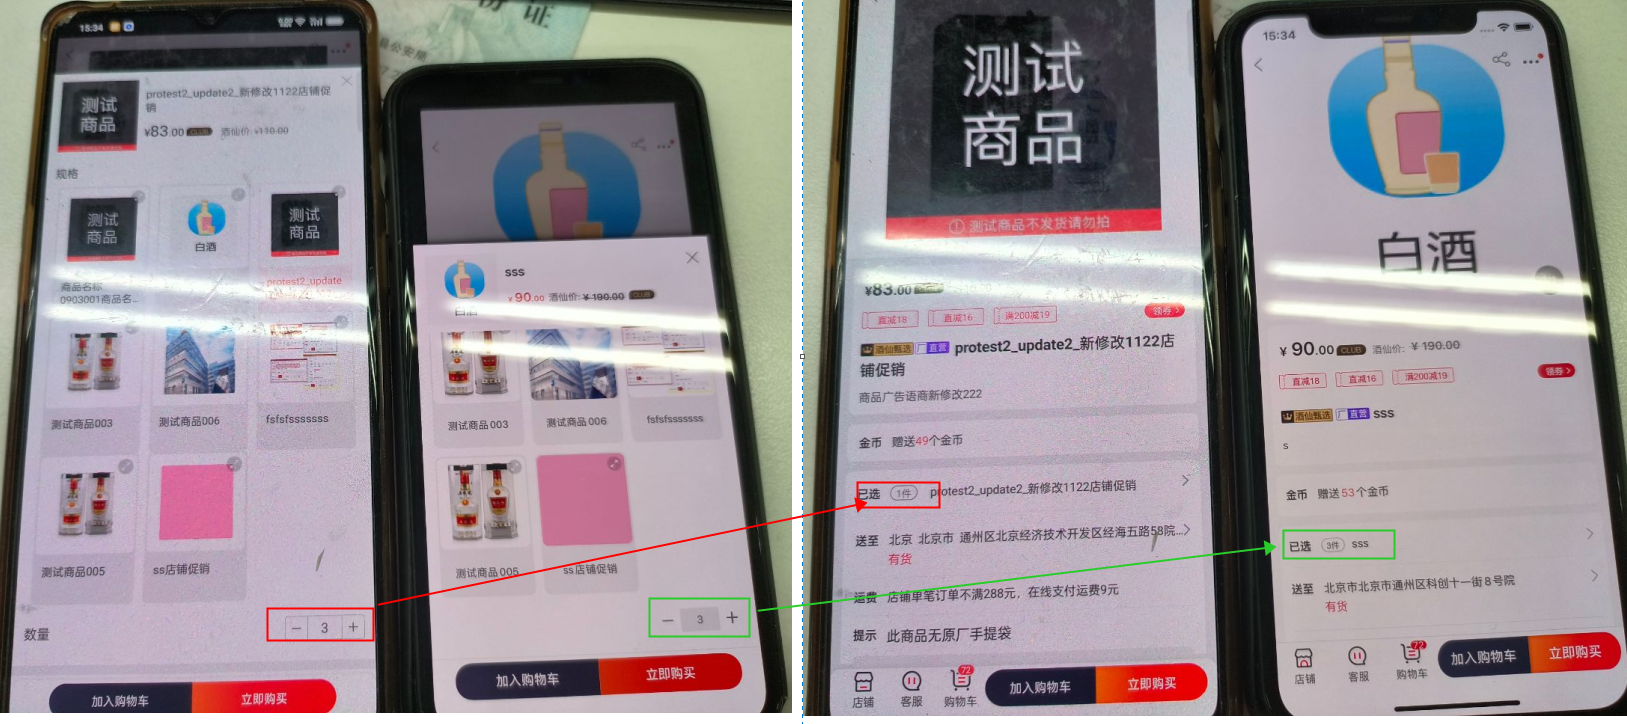 份 证
15:34
protest2_update2_新修改1122店铺促
销
¥83.00 CLUB 酒仙价 ¥110.00
测试
商品
规格
测试
商品
白酒
测试
商品
商品名称
0903001商品名...
protest2_update
测试商品003
测试商品006
fsfsfsssssss
测试商品005
ss店铺促销
数量
− 3 +
加入购物车
立即购买
sss
¥90.00 酒仙价: ¥ 190.00 CLUB
白酒
测试商品003
测试商品006
fsfsfsssssss
测试商品005
ss店铺促销
− 3 +
加入购物车
立即购买
测试
商品
测试商品不发货请勿拍
¥83.00
直减18
直减16
满200减19
领券
酒仙甄选 厂直营 protest2_update2_新修改1122店
铺促销
商品广告语商新修改222
金币 赠送49个金币
已选 1件 protest2_update2_新修改1122店铺促销
送至 北京 北京市 通州区北京经济技术开发区经海五路58院...
有货
运费 店铺单笔订单不满288元，在线支付运费9元
提示 此商品无原厂手提袋
店铺
客服
72
购物车
加入购物车
立即购买
15:34
白酒
¥ 90.00 CLUB 酒仙价: ¥ 190.00
直减18
直减16
满200减19
领券
酒仙甄选 厂直营 sss
s
金币 赠送53个金币
已选 3件 sss
送至 北京市北京市通州区科创十一街8号院
有货
店铺
客服
72
购物车
加入购物车
立即购买